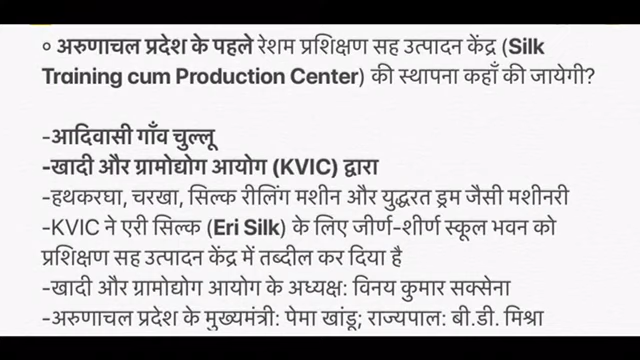 ० अरुणाचल प्रदेश के पहले रेशम प्रशिक्षण सह उत्पादन केंद्र (Silk
Training cum Production Center) की स्थापना कहाँ की जायेगी?
-आदिवासी गाँव चुल्लू
-खादी और ग्रामोद्योग आयोग (KVIC) द्वारा
-हथकरघा, चरखा, सिल्क रीलिंग मशीन और युद्धरत ड्रम जैसी मशीनरी
-KVIC ने एरी सिल्क (Eri Silk) के लिए जीर्ण-शीर्ण स्कूल भवन को
प्रशिक्षण सह उत्पादन केंद्र में तब्दील कर दिया है
-खादी और ग्रामोद्योग आयोग के अध्यक्ष: विनय कुमार सक्सेना
-अरुणाचल प्रदेश के मुख्यमंत्री: पेमा खांडू; राज्यपाल: बी.डी. मिश्रा